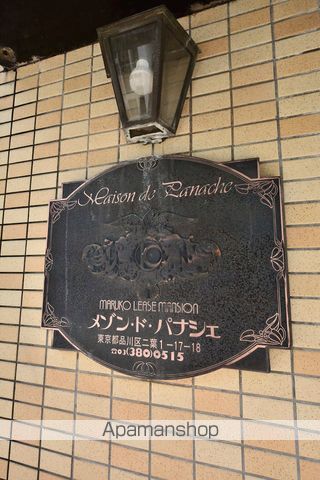 Maison de Panache
MARUKO LEASE MANSION
メゾン・ド・パナシェ
東京都品川区二葉1-17-18
☎03(380)0515
Apamanshop